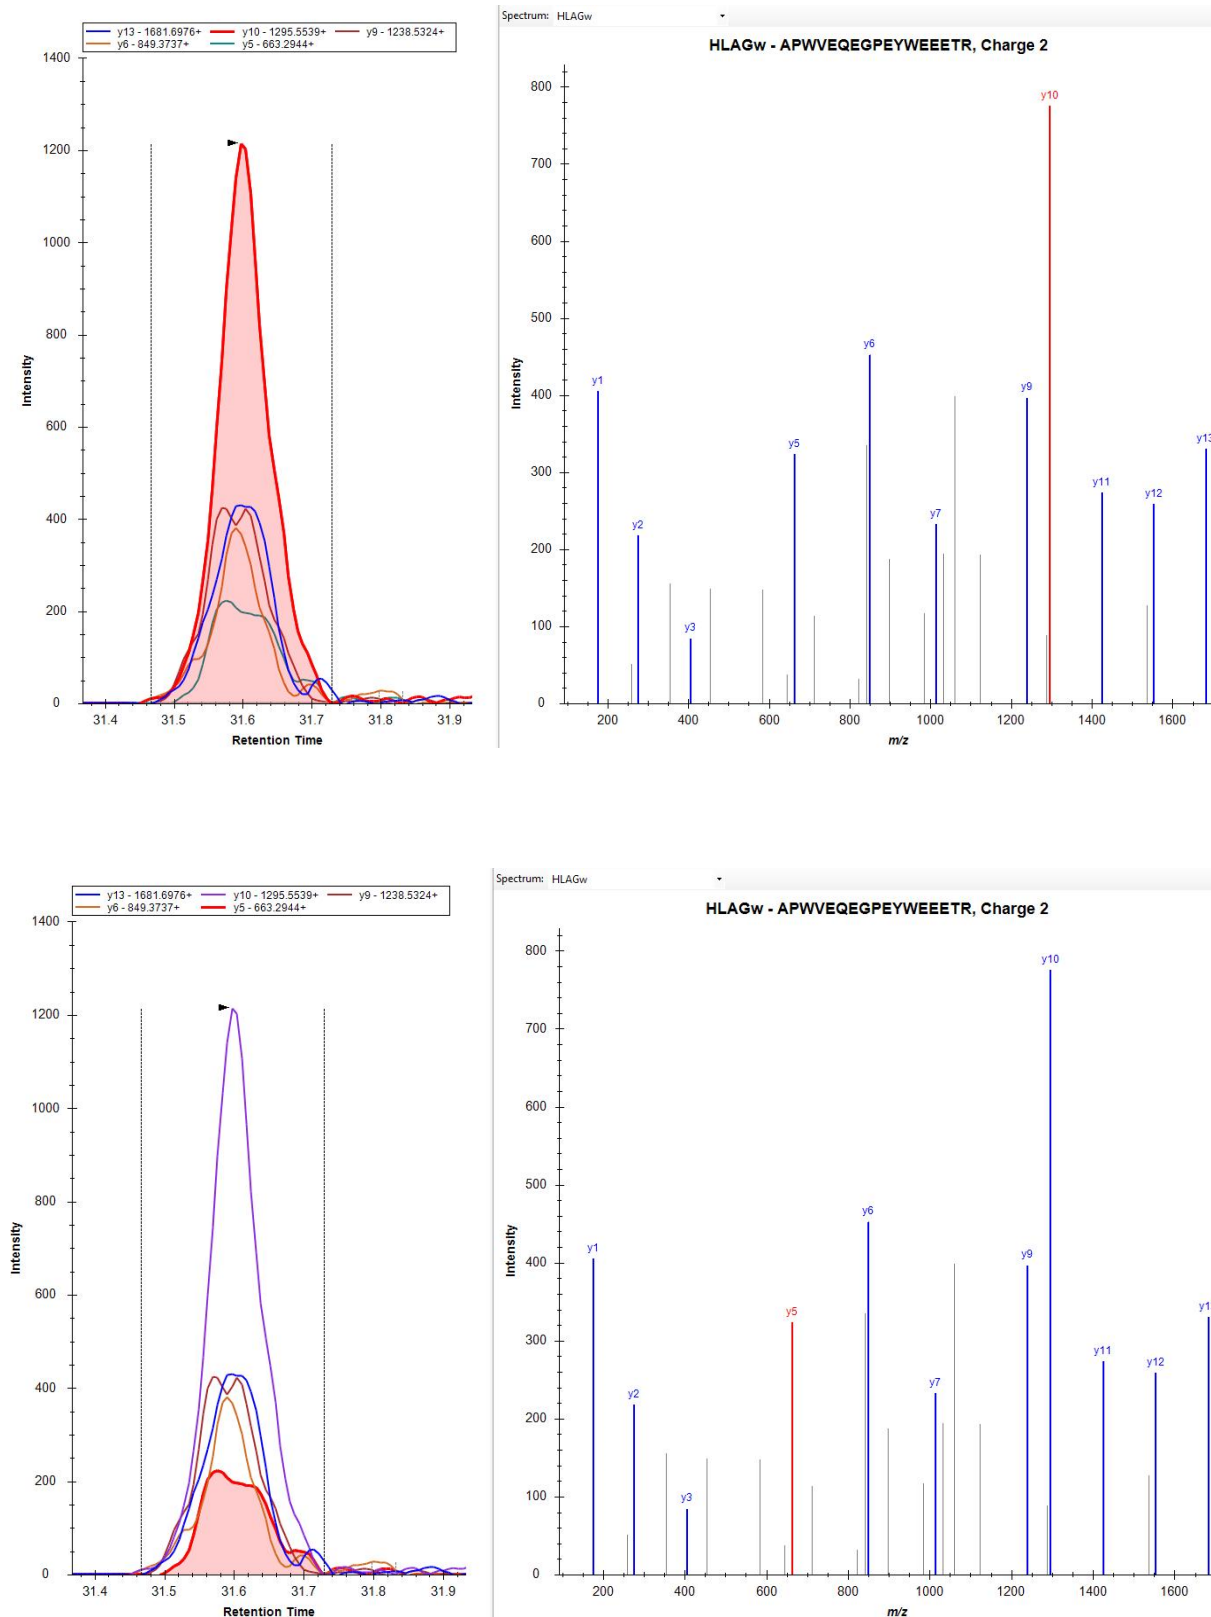 y13 - 1681.6976+ y10 - 1295.5539+ y9 - 1238.5324+
y6 - 849.3737+ y5 - 663.2944+
1400
1200
1000
800
600
400
200
0
Intensity
31.4 31.5 31.6 31.7 31.8 31.9
Retention Time
Spectrum: HLAGw
HLAGw - APWVEQEGPEYWEEETR, Charge 2
800
700
600
500
400
300
200
100
0
Intensity
y1
y2
y3
y5
y6
y7
y9
y10
y11
y12
y13
200 400 600 800 1000 1200 1400 1600
m/z
y13 - 1681.6976+ y10 - 1295.5539+ y9 - 1238.5324+
y6 - 849.3737+ y5 - 663.2944+
1400
1200
1000
800
600
400
200
0
Intensity
31.4 31.5 31.6 31.7 31.8 31.9
Retention Time
Spectrum: HLAGw
HLAGw - APWVEQEGPEYWEEETR, Charge 2
800
700
600
500
400
300
200
100
0
Intensity
y1
y2
y3
y5
y6
y7
y9
y10
y11
y12
y1
200 400 600 800 1000 1200 1400 1600
m/z